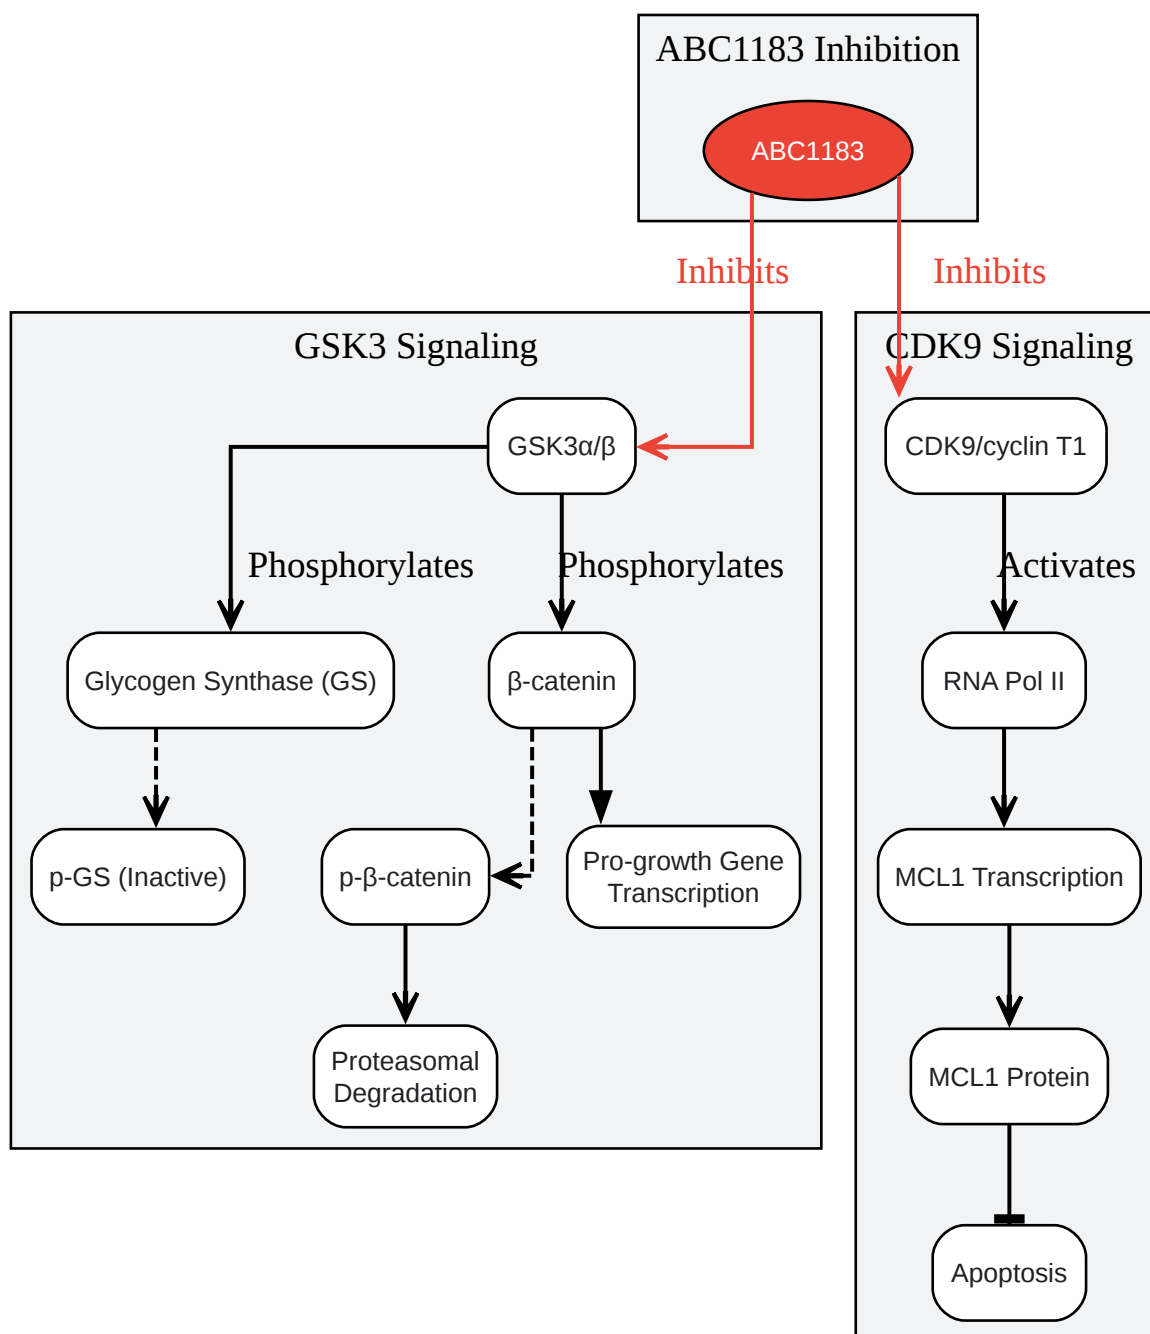 ABC1183 Inhibition
ABC1183
Inhibits
Inhibits
GSK3 Signaling
CDK9 Signaling
GSK3α/β
CDK9/cyclin T1
Phosphorylates
Phosphorylates
Activates
Glycogen Synthase (GS)
β-catenin
RNA Pol II
p-GS (Inactive)
p-β-catenin
Pro-growth Gene
Transcription
MCL1 Transcription
Proteasomal
Degradation
MCL1 Protein
Apoptosis